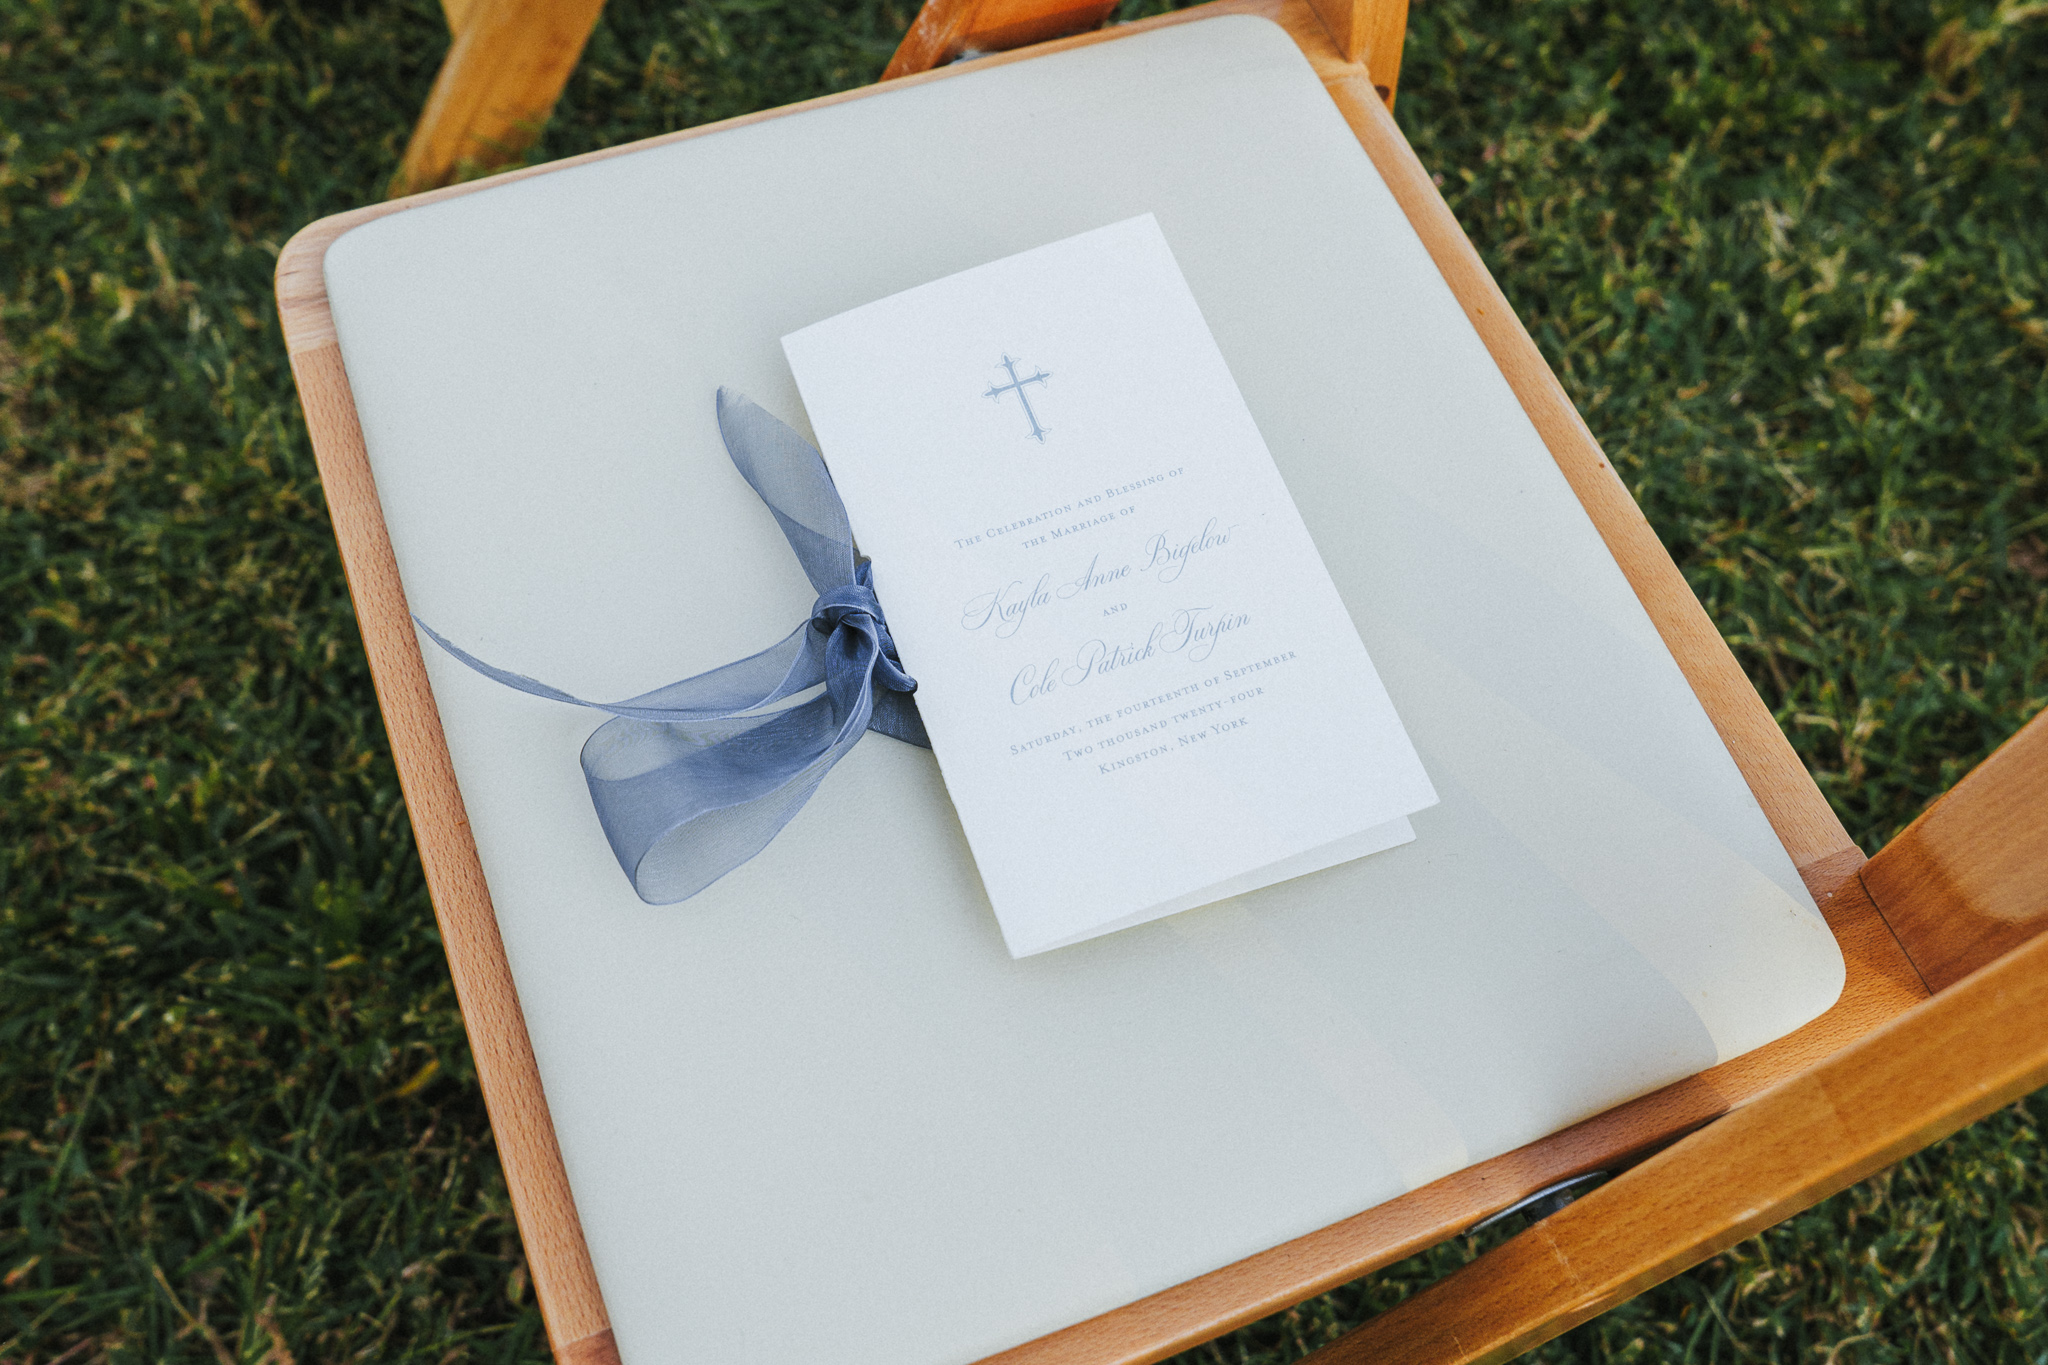 The Celebration and Blessing of
the Marriage of
Kayla Anne Bigelow
and
Cole Patrick Turpin
Saturday, the fourteenth of September
Two thousand twenty-four
Kingston, New York